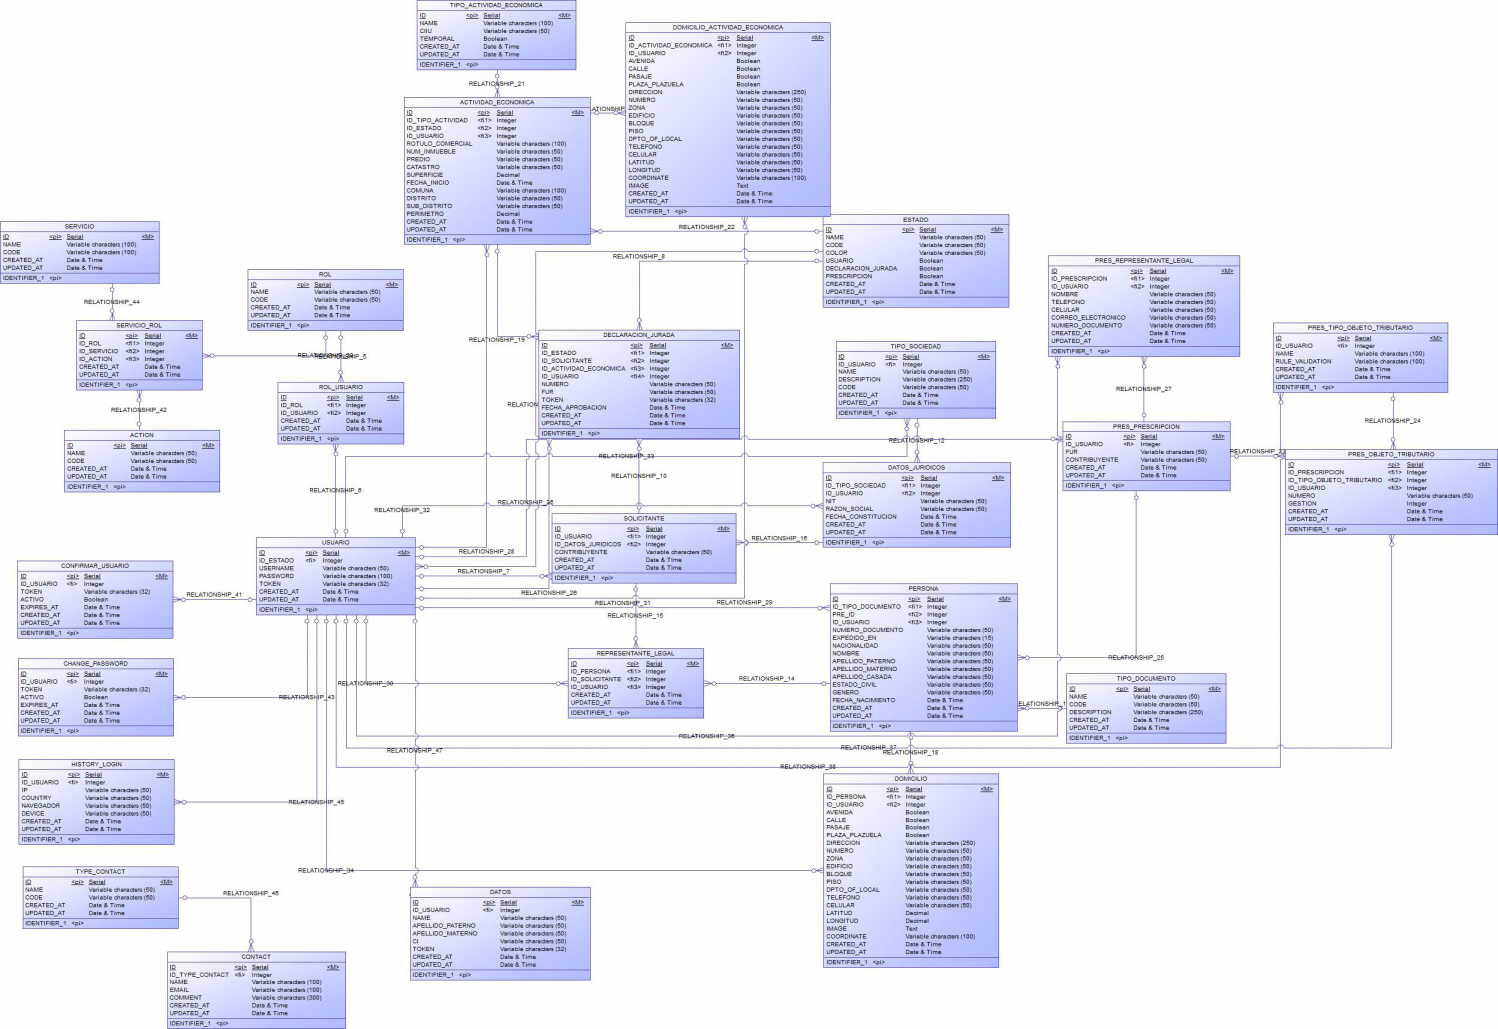 TIPO_ACTIVIDAD_ECONOMICA
ID <pi> Serial <M>
NAME Variable characters (100)
CIIU Variable characters (50)
TEMPORAL Boolean
CREATED_AT Date & Time
UPDATED_AT Date & Time
IDENTIFIER_1 <pi>
RELATIONSHIP_21
DOMICILIO_ACTIVIDAD_ECONOMICA
ID <pi> Serial <M>
ID_ACTIVIDAD_ECONOMICA <fi1> Integer
ID_USUARIO <fi2> Integer
AVENIDA Boolean
CALLE Boolean
PASAJE Boolean
PLAZA_PLAZUELA Boolean
DIRECCION Variable characters (250)
NUMERO Variable characters (50)
ZONA Variable characters (50)
EDIFICIO Variable characters (50)
BLOQUE Variable characters (50)
PISO Variable characters (50)
DPTO_OF_LOCAL Variable characters (50)
TELEFONO Variable characters (50)
CELULAR Variable characters (50)
LATITUD Variable characters (50)
LONGITUD Variable characters (50)
COORDINATE Variable characters (100)
IMAGE Text
CREATED_AT Date & Time
UPDATED_AT Date & Time
IDENTIFIER_1 <pi>
ACTIVIDAD_ECONOMICA
ID <pi> Serial <M>
ID_TIPO_ACTIVIDAD <fi1> Integer
ID_ESTADO <fi2> Integer
ID_USUARIO <fi3> Integer
ROTULO_COMERCIAL Variable characters (100)
NUM_INMUEBLE Variable characters (50)
PREDIO Variable characters (50)
CATASTRO Variable characters (50)
SUPERFICIE Decimal
FECHA_INICIO Date & Time
COMUNA Variable characters (100)
DISTRITO Variable characters (50)
SUB_DISTRITO Variable characters (50)
PERIMETRO Decimal
CREATED_AT Date & Time
UPDATED_AT Date & Time
IDENTIFIER_1 <pi>
ATIONSHIP
RELATIONSHIP_22
RELATIONSHIP_8
ESTADO
ID <pi> Serial <M>
NAME Variable characters (50)
CODE Variable characters (50)
COLOR Variable characters (50)
USUARIO Boolean
DECLARACION_JURADA Boolean
PRESCRIPCION Boolean
CREATED_AT Date & Time
UPDATED_AT Date & Time
IDENTIFIER_1 <pi>
SERVICIO
ID <pi> Serial <M>
NAME Variable characters (100)
CODE Variable characters (100)
CREATED_AT Date & Time
UPDATED_AT Date & Time
IDENTIFIER_1 <pi>
RELATIONSHIP_44
ROL
ID <pi> Serial <M>
NAME Variable characters (50)
CODE Variable characters (50)
CREATED_AT Date & Time
UPDATED_AT Date & Time
IDENTIFIER_1 <pi>
PRES_REPRESENTANTE_LEGAL
ID <pi> Serial <M>
ID_PRESCRIPCION <fi1> Integer
ID_USUARIO <fi2> Integer
NOMBRE Variable characters (50)
TELEFONO Variable characters (50)
CELULAR Variable characters (50)
CORREO_ELECTRONICO Variable characters (50)
NUMERO_DOCUMENTO Variable characters (50)
CREATED_AT Date & Time
UPDATED_AT Date & Time
IDENTIFIER_1 <pi>
RELATIONSHIP_27
SERVICIO_ROL
ID <pi> Serial <M>
ID_ROL <fi1> Integer
ID_SERVICIO <fi2> Integer
ID_ACTION <fi3> Integer
CREATED_AT Date & Time
UPDATED_AT Date & Time
IDENTIFIER_1 <pi>
RELATIONSHIP_42
DECLARACION_JURADA
ID <pi> Serial <M>
ID_ESTADO <fi1> Integer
ID_SOLICITANTE <fi2> Integer
ID_ACTIVIDAD_ECONOMICA <fi3> Integer
ID_USUARIO <fi4> Integer
NUMERO Variable characters (50)
FUR Variable characters (50)
TOKEN Variable characters (32)
FECHA_APROBACION Date & Time
CREATED_AT Date & Time
UPDATED_AT Date & Time
IDENTIFIER_1 <pi>
RELATIONSHIP_19
RELATION
TIPO_SOCIEDAD
ID <pi> Serial <M>
ID_USUARIO <fi> Integer
NAME Variable characters (50)
DESCRIPTION Variable characters (250)
CODE Variable characters (50)
CREATED_AT Date & Time
UPDATED_AT Date & Time
IDENTIFIER_1 <pi>
RELATIONSHIP_12
PRES_TIPO_OBJETO_TRIBUTARIO
ID <pi> Serial <M>
ID_USUARIO <fi> Integer
NAME Variable characters (100)
RULE_VALIDATION Variable characters (100)
CREATED_AT Date & Time
UPDATED_AT Date & Time
IDENTIFIER_1 <pi>
RELATIONSHIP_24
ROL_USUARIO
ID <pi> Serial <M>
ID_ROL <fi1> Integer
ID_USUARIO <fi2> Integer
CREATED_AT Date & Time
UPDATED_AT Date & Time
IDENTIFIER_1 <pi>
RELATIONSHIP_6
ACTION
ID <pi> Serial <M>
NAME Variable characters (50)
CODE Variable characters (50)
CREATED_AT Date & Time
UPDATED_AT Date & Time
IDENTIFIER_1 <pi>
PRES_PRESCRIPCION
ID <pi> Serial <M>
ID_USUARIO <fi> Integer
FUR Variable characters (50)
CONTRIBUYENTE Variable characters (50)
CREATED_AT Date & Time
UPDATED_AT Date & Time
IDENTIFIER_1 <pi>
PRES_OBJETO_TRIBUTARIO
ID <pi> Serial <M>
ID_PRESCRIPCION <fi1> Integer
ID_TIPO_OBJETO_TRIBUTARIO <fi2> Integer
ID_USUARIO <fi3> Integer
NUMERO Variable characters (50)
GESTION Integer
CREATED_AT Date & Time
UPDATED_AT Date & Time
IDENTIFIER_1 <pi>
RELATIONSHIP_33
RELATIONSHIP_10
DATOS_JURIDICOS
ID <pi> Serial <M>
ID_TIPO_SOCIEDAD <fi1> Integer
ID_USUARIO <fi2> Integer
NIT Variable characters (50)
RAZON_SOCIAL Variable characters (50)
FECHA_CONSTITUCION Date & Time
CREATED_AT Date & Time
UPDATED_AT Date & Time
IDENTIFIER_1 <pi>
RELATIONSHIP_32
RELATIONSHIP_16
SOLICITANTE
ID <pi> Serial <M>
ID_USUARIO <fi1> Integer
ID_DATOS_JURIDICOS <fi2> Integer
CONTRIBUYENTE Variable characters (50)
CREATED_AT Date & Time
UPDATED_AT Date & Time
IDENTIFIER_1 <pi>
USUARIO
ID <pi> Serial <M>
ID_ESTADO <fi> Integer
USERNAME Variable characters (50)
PASSWORD Variable characters (100)
TOKEN Variable characters (32)
CREATED_AT Date & Time
UPDATED_AT Date & Time
IDENTIFIER_1 <pi>
RELATIONSHIP_28
RELATIONSHIP_7
RELATIONSHIP_26
RELATIONSHIP_31
RELATIONSHIP_29
RELATIONSHIP_15
CONFIRMAR_USUARIO
ID <pi> Serial <M>
ID_USUARIO <fi> Integer
TOKEN Variable characters (32)
ACTIVO Boolean
EXPIRES_AT Date & Time
CREATED_AT Date & Time
UPDATED_AT Date & Time
IDENTIFIER_1 <pi>
RELATIONSHIP_41
PERSONA
ID <pi> Serial <M>
ID_TIPO_DOCUMENTO <fi1> Integer
PRE_ID <fi2> Integer
ID_USUARIO <fi3> Integer
NUMERO_DOCUMENTO Variable characters (50)
EXPEDIDO_EN Variable characters (15)
NACIONALIDAD Variable characters (50)
NOMBRE Variable characters (50)
APELLIDO_PATERNO Variable characters (50)
APELLIDO_MATERNO Variable characters (50)
APELLIDO_CASADA Variable characters (50)
ESTADO_CIVIL Variable characters (50)
GENERO Variable characters (50)
FECHA_NACIMIENTO Date & Time
CREATED_AT Date & Time
UPDATED_AT Date & Time
IDENTIFIER_1 <pi>
RELATIONSHIP_25
REPRESENTANTE_LEGAL
ID <pi> Serial <M>
ID_PERSONA <fi1> Integer
ID_SOLICITANTE <fi2> Integer
ID_USUARIO <fi3> Integer
CREATED_AT Date & Time
UPDATED_AT Date & Time
IDENTIFIER_1 <pi>
RELATIONSHIP_14
CHANGE_PASSWORD
ID <pi> Serial <M>
ID_USUARIO <fi> Integer
TOKEN Variable characters (32)
ACTIVO Boolean
EXPIRES_AT Date & Time
CREATED_AT Date & Time
UPDATED_AT Date & Time
IDENTIFIER_1 <pi>
RELATIONSHIP_43
RELATIONSHIP_30
TIPO_DOCUMENTO
ID <pi> Serial <M>
NAME Variable characters (50)
CODE Variable characters (50)
DESCRIPTION Variable characters (250)
CREATED_AT Date & Time
UPDATED_AT Date & Time
IDENTIFIER_1 <pi>
ELATIONSHIP_1
RELATIONSHIP_36
RELATIONSHIP_37
RELATIONSHIP_18
RELATIONSHIP_47
RELATIONSHIP_38
HISTORY_LOGIN
ID <pi> Serial <M>
ID_USUARIO <fi> Integer
IP Variable characters (50)
COUNTRY Variable characters (50)
NAVEGADOR Variable characters (50)
DEVICE Variable characters (50)
CREATED_AT Date & Time
UPDATED_AT Date & Time
IDENTIFIER_1 <pi>
RELATIONSHIP_45
DOMICILIO
ID <pi> Serial <M>
ID_PERSONA <fi1> Integer
ID_USUARIO <fi2> Integer
AVENIDA Boolean
CALLE Boolean
PASAJE Boolean
PLAZA_PLAZUELA Boolean
DIRECCION Variable characters (250)
NUMERO Variable characters (50)
ZONA Variable characters (50)
EDIFICIO Variable characters (50)
BLOQUE Variable characters (50)
PISO Variable characters (50)
DPTO_OF_LOCAL Variable characters (50)
TELEFONO Variable characters (50)
CELULAR Variable characters (50)
LATITUD Decimal
LONGITUD Decimal
IMAGE Text
COORDINATE Variable characters (100)
CREATED_AT Date & Time
UPDATED_AT Date & Time
IDENTIFIER_1 <pi>
RELATIONSHIP_34
TYPE_CONTACT
ID <pi> Serial <M>
NAME Variable characters (50)
CODE Variable characters (50)
CREATED_AT Date & Time
UPDATED_AT Date & Time
IDENTIFIER_1 <pi>
RELATIONSHIP_46
DATOS
ID <pi> Serial <M>
ID_USUARIO <fi> Integer
NAME Variable characters (50)
APELLIDO_PATERNO Variable characters (50)
APELLIDO_MATERNO Variable characters (50)
CI Variable characters (50)
TOKEN Variable characters (32)
CREATED_AT Date & Time
UPDATED_AT Date & Time
IDENTIFIER_1 <pi>
CONTACT
ID <pi> Serial <M>
ID_TYPE_CONTACT <fi> Integer
NAME Variable characters (100)
EMAIL Variable characters (100)
COMMENT Variable characters (300)
CREATED_AT Date & Time
UPDATED_AT Date & Time
IDENTIFIER_1 <pi>